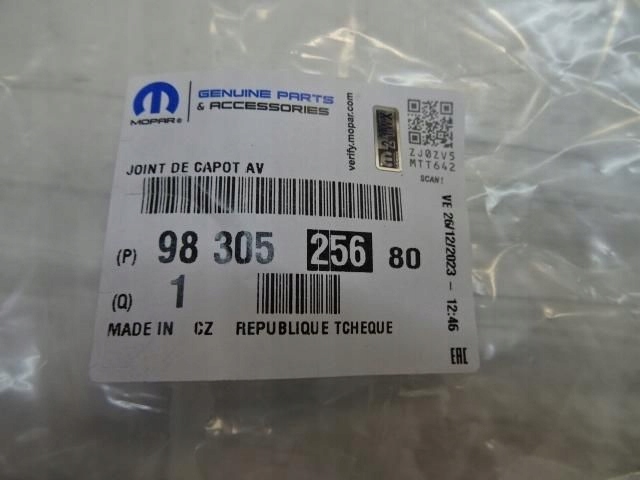 MOPAR®
GENUINE PARTS
& ACCESSORIES
verify.mopar.com
ZJ0ZV5
MTT642
SCAN!
JOINT DE CAPOT AV
(P) 98 305 256 80
(Q) 1
MADE IN CZ REPUBLIQUE TCHEQUE
VE 26/12/2023 - 12:46
EAC